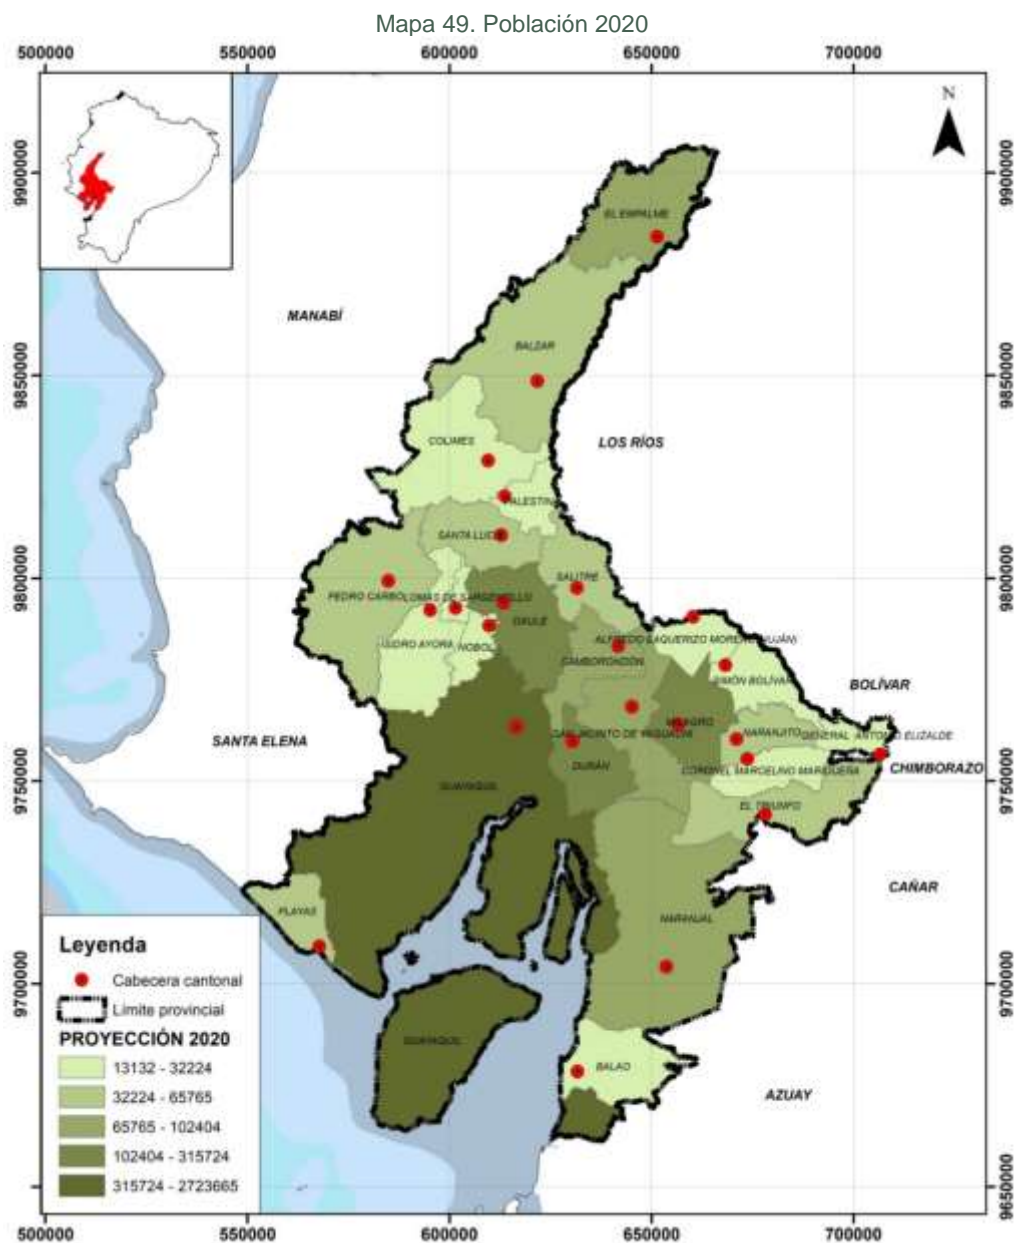 Mapa 49. Población 2020
500000 550000 600000 650000 700000
N
9900000 9900000
EL EMPALME
MANABÍ
BALZAR
9850000 9850000
COLIMES
LOS RÍOS
PALESTINA
SANTA LUCÍA
9800000 9800000
SALITRE
PEDRO CARBO
LOMAS DE SARGENTILLO
DAULE
ISIDRO AYORA
NOBOL
ALFREDO BAQUERIZO MORENO (JUJÁN)
SAMBORONDÓN
SIMÓN BOLÍVAR
BOLÍVAR
SANTA ELENA
MILAGRO
SAN JACINTO DE YAGUACHI
NARANJITO
GENERAL ANTONIO ELIZALDE
CHIMBORAZO
DURÁN
CORONEL MARCELINO MARIDUEÑA
9750000 9750000
GUAYAQUIL
EL TRIUNFO
CAÑAR
PLAYAS
NARANJAL
9700000 9700000
GUAYAQUIL
BALAO
AZUAY
9650000 9650000
Leyenda
Cabecera cantonal
Límite provincial
PROYECCIÓN 2020
13132 - 32224
32224 - 65765
65765 - 102404
102404 - 315724
315724 - 2723665
500000 550000 600000 650000 700000